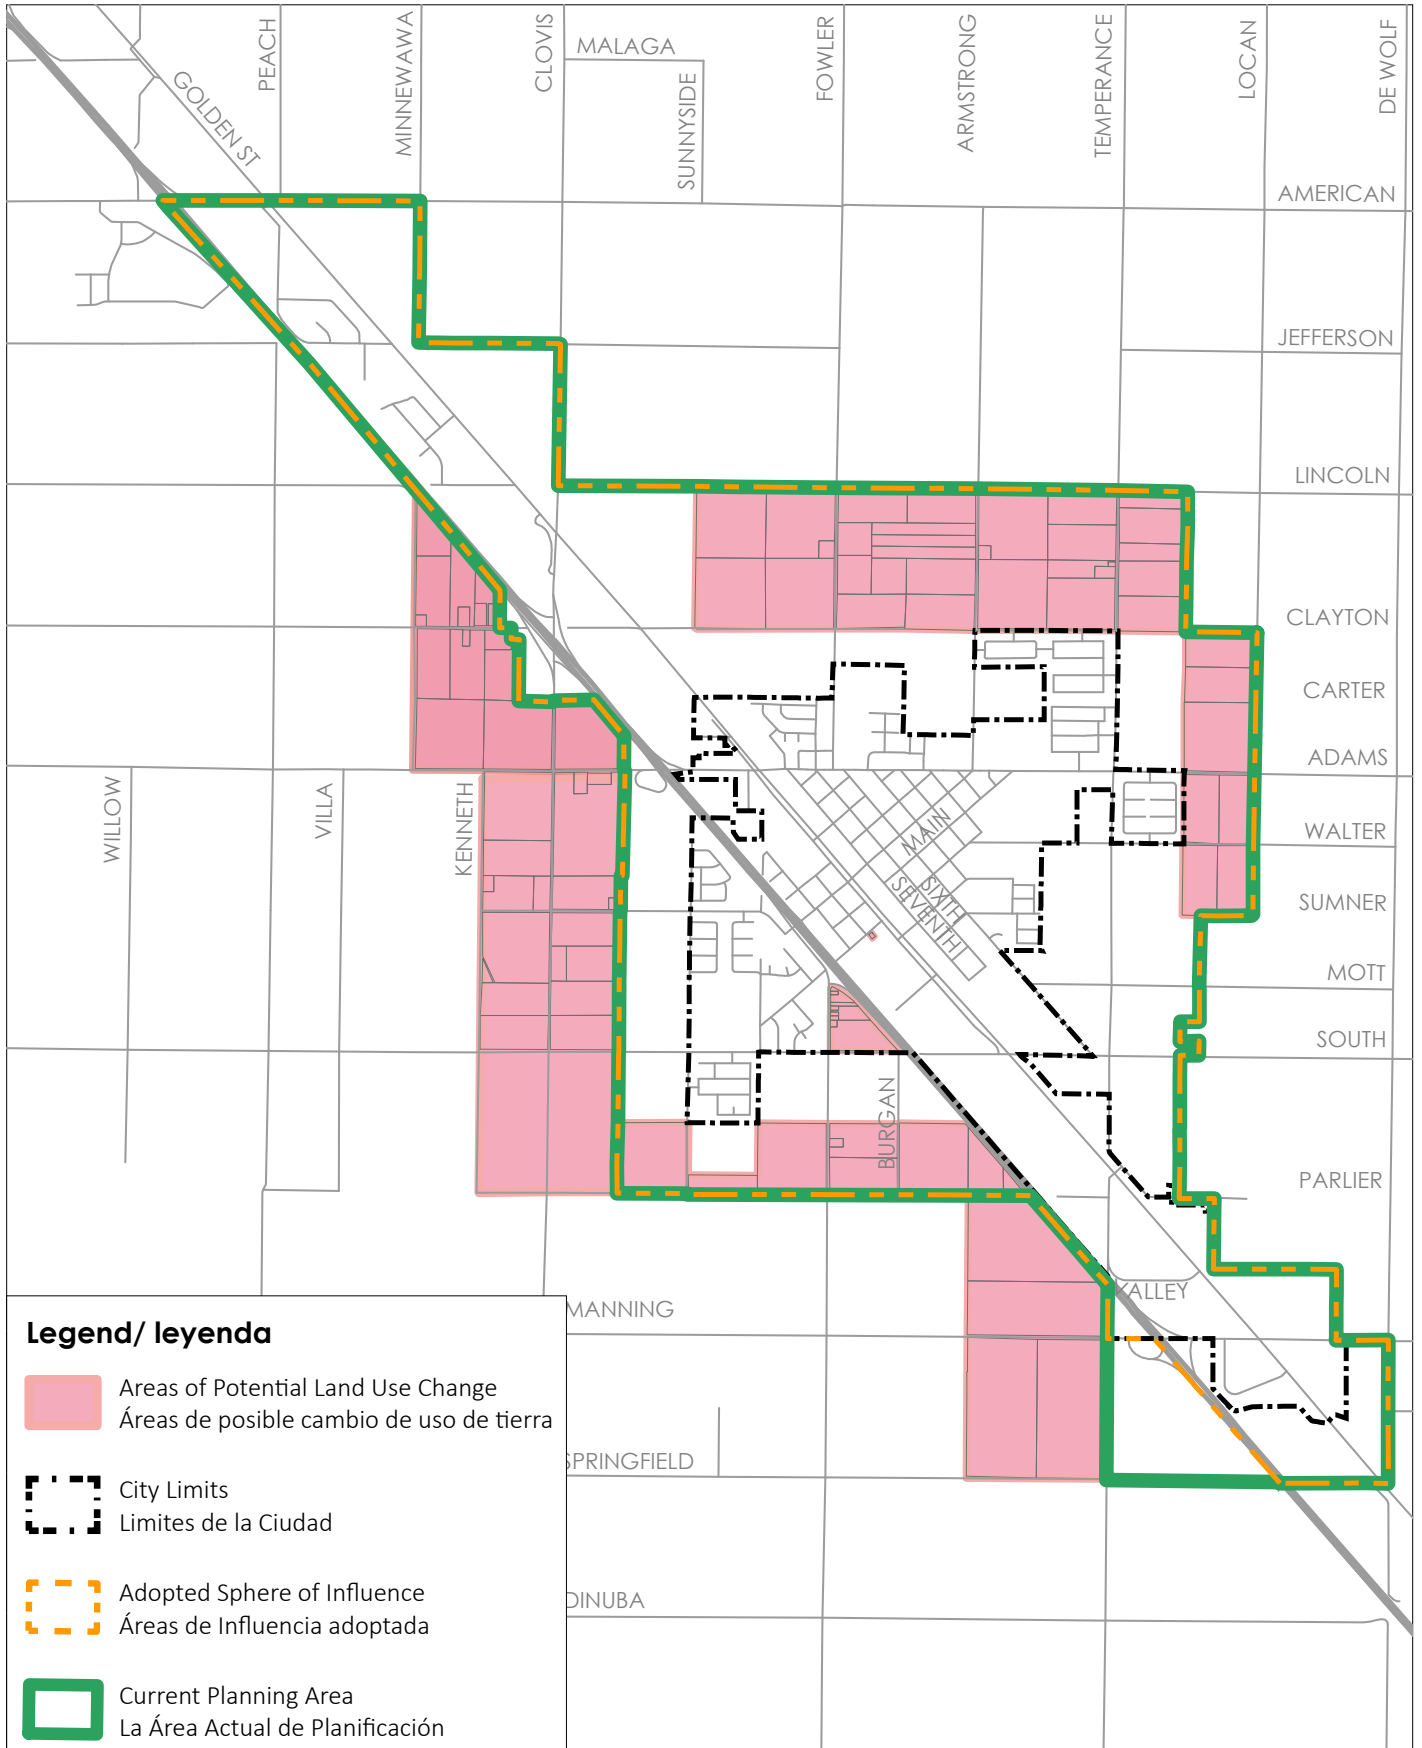 PEACH
MINNEWAWA
CLOVIS
MALAGA
SUNNYSIDE
FOWLER
ARMSTRONG
TEMPERANCE
LOCAN
DE WOLF
GOLDEN ST
AMERICAN
JEFFERSON
LINCOLN
CLAYTON
CARTER
ADAMS
WILLOW
VILLA
KENNETH
MAIN
WALTER
SIXTH
SEVENTH
SUMNER
MOTT
SOUTH
BURGAN
PARLIER
VALLEY
MANNING
SPRINGFIELD
DINUBA
Legend/ leyenda
Areas of Potential Land Use Change
Áreas de posible cambio de uso de tierra
City Limits
Limites de la Ciudad
Adopted Sphere of Influence
Áreas de Influencia adoptada
Current Planning Area
La Área Actual de Planificación